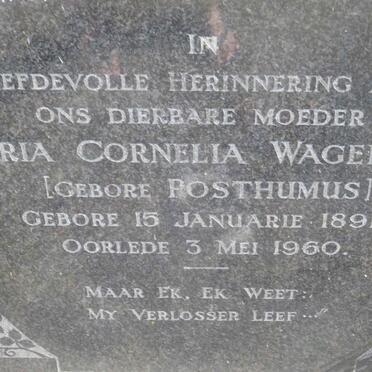 IN
EFDEVOLLE HERINNERING
ONS DIERBARE MOEDER
RIA CORNELIA WAGE
[GEBORE POSTHUMUS]
GEBORE 15 JANUARIE 189
OORLEDE 3 MEI 1960.
MAAR EK, EK WEET:
MY VERLOSSER LEEF ...